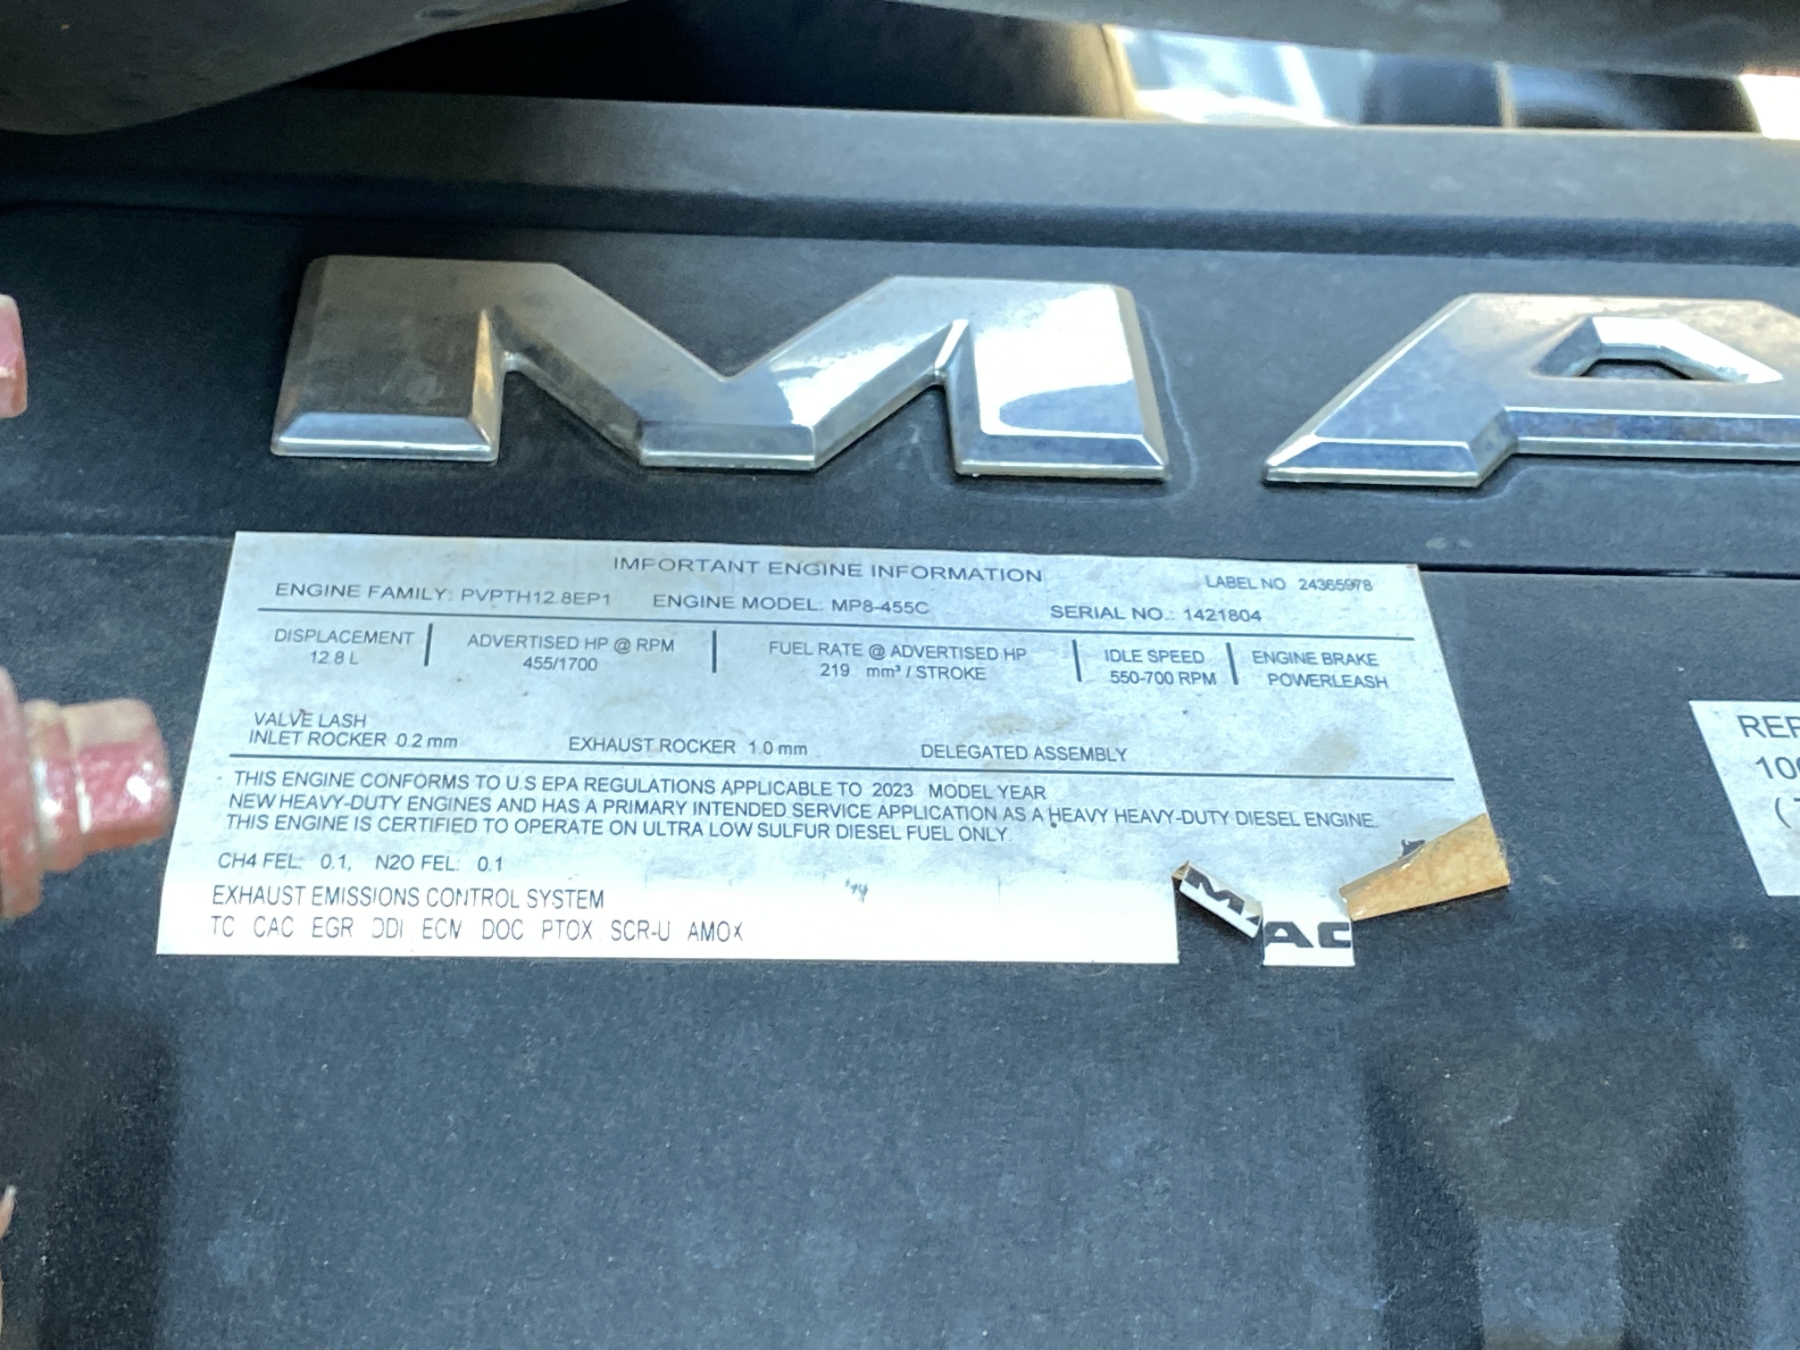 MA
IMPORTANT ENGINE INFORMATION
LABEL NO 24365978
ENGINE FAMILY: PVPTH12.8EP1 ENGINE MODEL: MP8-455C SERIAL NO.: 1421804
DISPLACEMENT ADVERTISED HP @ RPM FUEL RATE @ ADVERTISED HP IDLE SPEED ENGINE BRAKE
12.8 L 455/1700 219 mm³ / STROKE 550-700 RPM POWERLEASH
VALVE LASH
INLET ROCKER 0.2 mm EXHAUST ROCKER 1.0 mm DELEGATED ASSEMBLY
THIS ENGINE CONFORMS TO U.S EPA REGULATIONS APPLICABLE TO 2023 MODEL YEAR
NEW HEAVY-DUTY ENGINES AND HAS A PRIMARY INTENDED SERVICE APPLICATION AS A HEAVY HEAVY-DUTY DIESEL ENGINE.
THIS ENGINE IS CERTIFIED TO OPERATE ON ULTRA LOW SULFUR DIESEL FUEL ONLY.
CH4 FEL: 0.1, N2O FEL: 0.1
EXHAUST EMISSIONS CONTROL SYSTEM
TC CAC EGR DDI ECM DOC PTOX SCR-U AMOX
MAC
REP
10
(